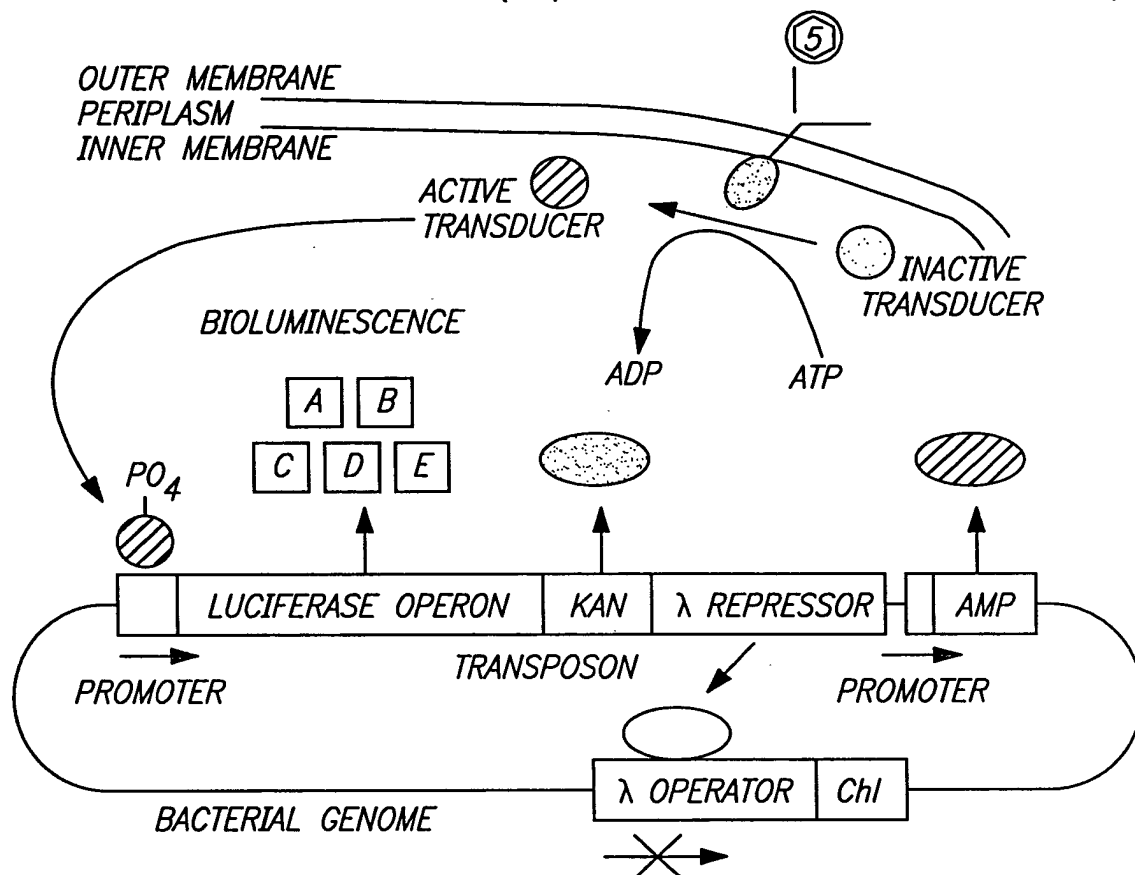 5
OUTER MEMBRANE
PERIPLASM
INNER MEMBRANE
ACTIVE
TRANSDUCER
INACTIVE
TRANSDUCER
BIOLUMINESCENCE
ADP
ATP
A B
C D E
PO4
LUCIFERASE OPERON KAN λ REPRESSOR AMP
TRANSPOSON
PROMOTER
PROMOTER
λ OPERATOR Chl
BACTERIAL GENOME